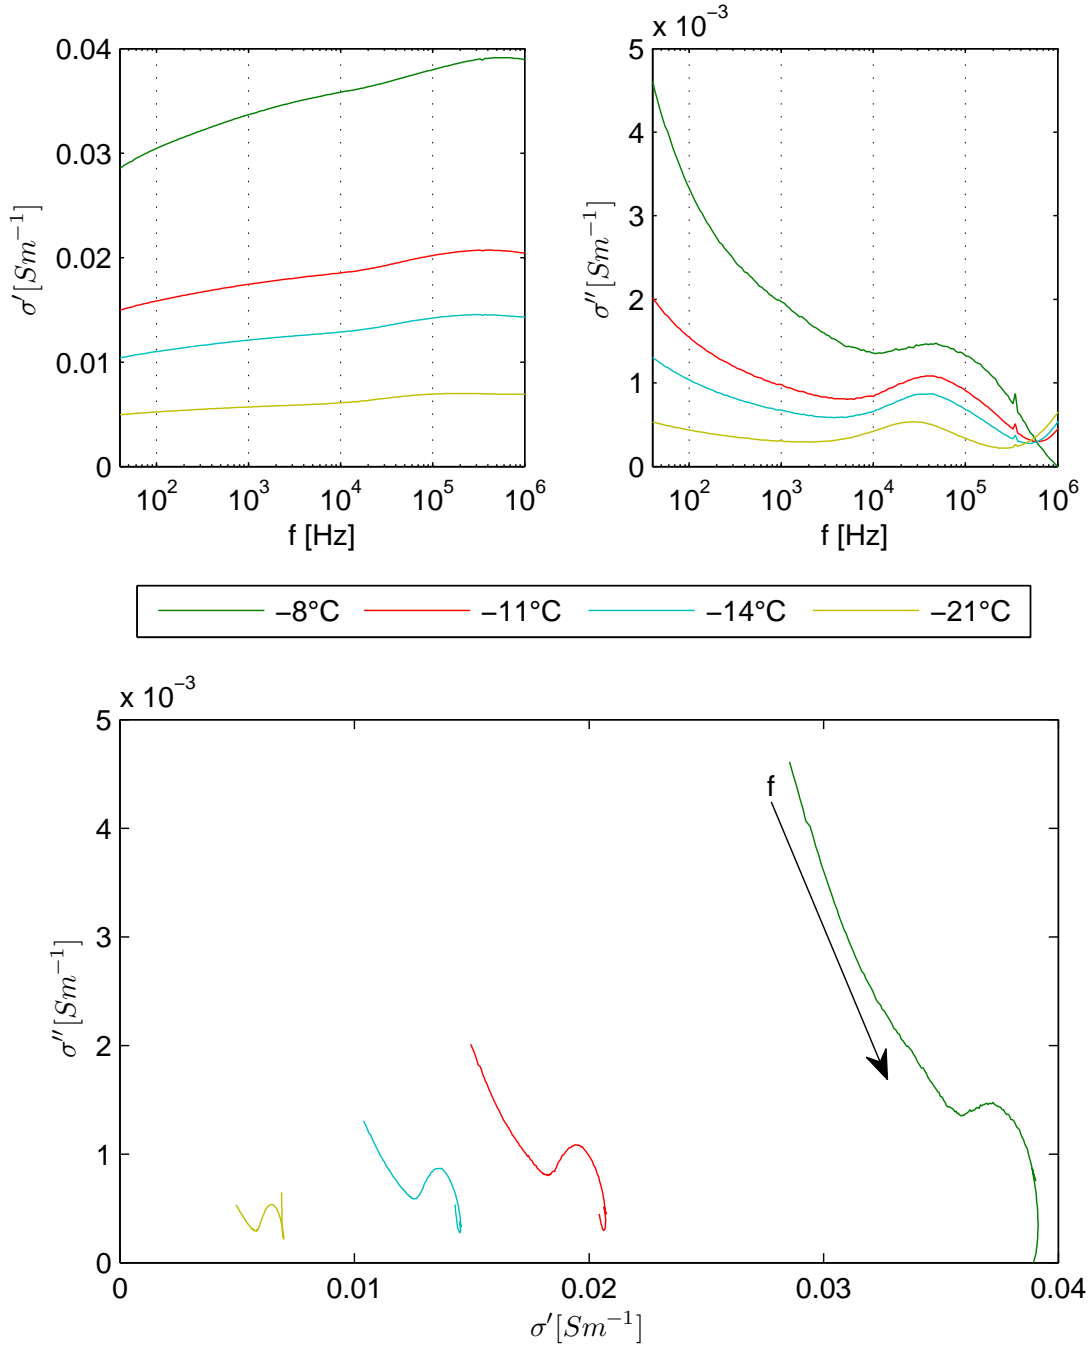 x 10⁻³
0.04
0.03
0.02
0.01
0
σ′[Sm⁻¹]
10² 10³ 10⁴ 10⁵ 10⁶
f [Hz]
5
4
3
2
1
0
σ″[Sm⁻¹]
10² 10³ 10⁴ 10⁵ 10⁶
f [Hz]
−8°C −11°C −14°C −21°C
x 10⁻³
5
4
3
2
1
0
σ″[Sm⁻¹]
f
0 0.01 0.02 0.03 0.04
σ′[Sm⁻¹]